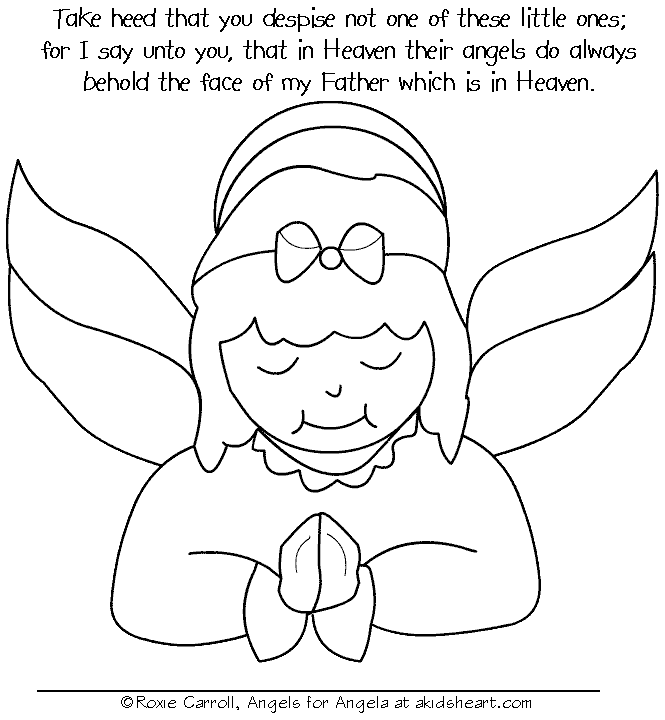 Take heed that you despise not one of these little ones;
for I say unto you, that in Heaven their angels do always
behold the face of my Father which is in Heaven.
©Roxie Carroll, Angels for Angela at akidsheart.com